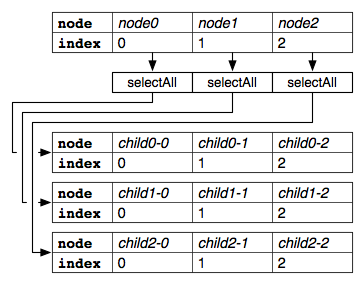 node node0 node1 node2
index 0 1 2
selectAll selectAll selectAll
node child0-0 child0-1 child0-2
index 0 1 2
node child1-0 child1-1 child1-2
index 0 1 2
node child2-0 child2-1 child2-2
index 0 1 2